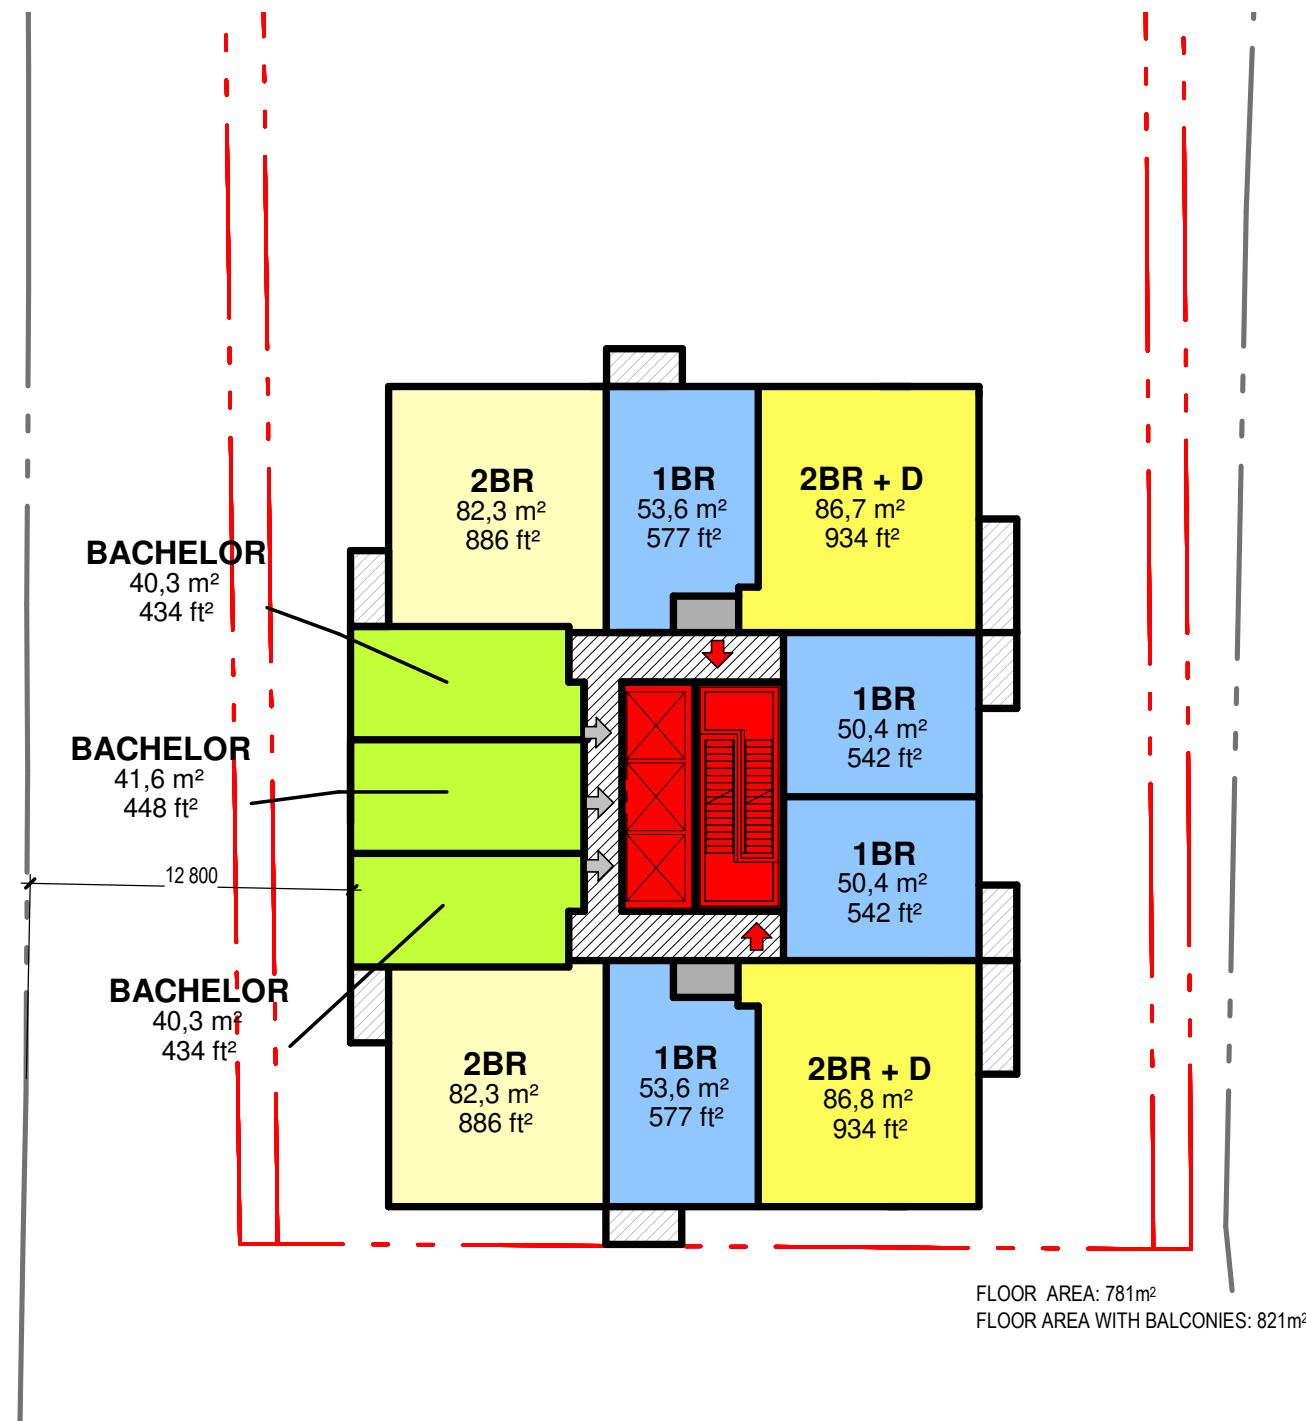 2BR
82,3 m²
886 ft²
1BR
53,6 m²
577 ft²
2BR + D
86,7 m²
934 ft²
BACHELOR
40,3 m²
434 ft²
1BR
50,4 m²
542 ft²
BACHELOR
41,6 m²
448 ft²
1BR
50,4 m²
542 ft²
12 800
BACHELOR
40,3 m²
434 ft²
2BR
82,3 m²
886 ft²
1BR
53,6 m²
577 ft²
2BR + D
86,8 m²
934 ft²
FLOOR AREA: 781m²
FLOOR AREA WITH BALCONIES: 821m²